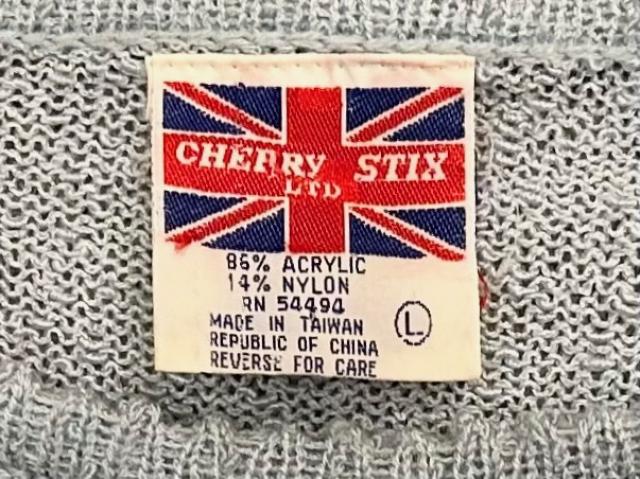 CHERRY STIX
LTD
86% ACRYLIC
14% NYLON
RN 54494
MADE IN TAIWAN
REPUBLIC OF CHINA
REVERSE FOR CARE
L